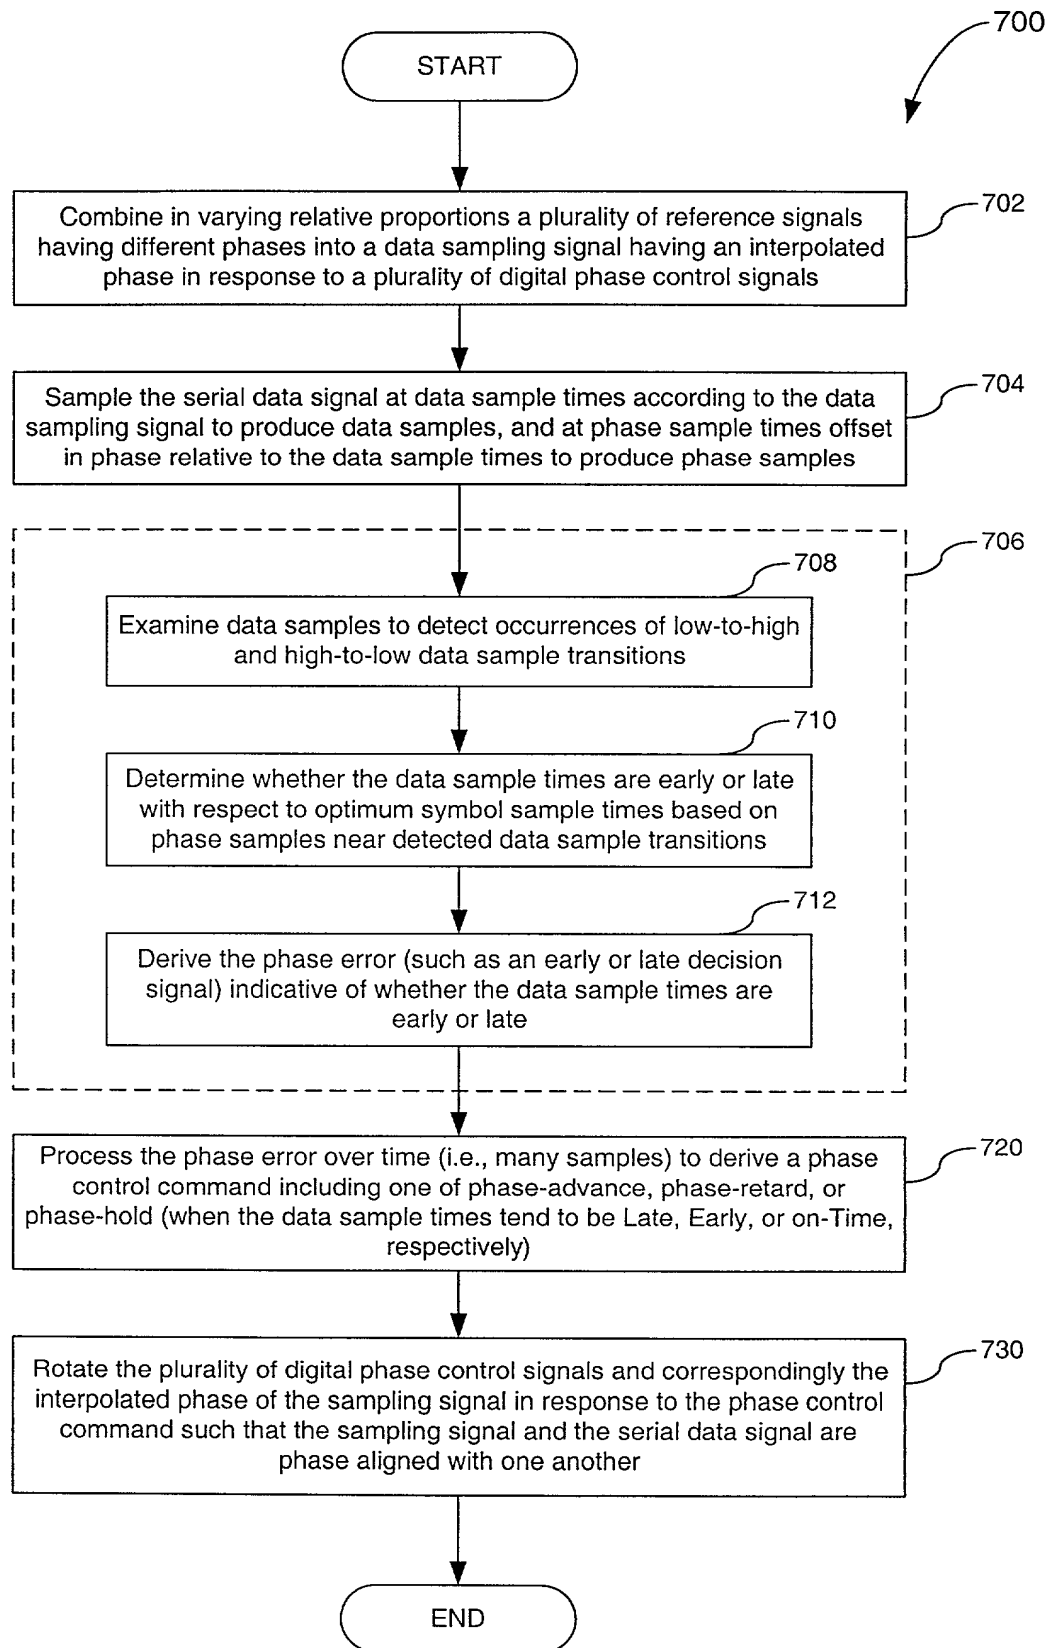 700
START
702
Combine in varying relative proportions a plurality of reference signals
having different phases into a data sampling signal having an interpolated
phase in response to a plurality of digital phase control signals
704
Sample the serial data signal at data sample times according to the data
sampling signal to produce data samples, and at phase sample times offset
in phase relative to the data sample times to produce phase samples
706
708
Examine data samples to detect occurrences of low-to-high
and high-to-low data sample transitions
710
Determine whether the data sample times are early or late
with respect to optimum symbol sample times based on
phase samples near detected data sample transitions
712
Derive the phase error (such as an early or late decision
signal) indicative of whether the data sample times are
early or late
720
Process the phase error over time (i.e., many samples) to derive a phase
control command including one of phase-advance, phase-retard, or
phase-hold (when the data sample times tend to be Late, Early, or on-Time,
respectively)
730
Rotate the plurality of digital phase control signals and correspondingly the
interpolated phase of the sampling signal in response to the phase control
command such that the sampling signal and the serial data signal are
phase aligned with one another
END